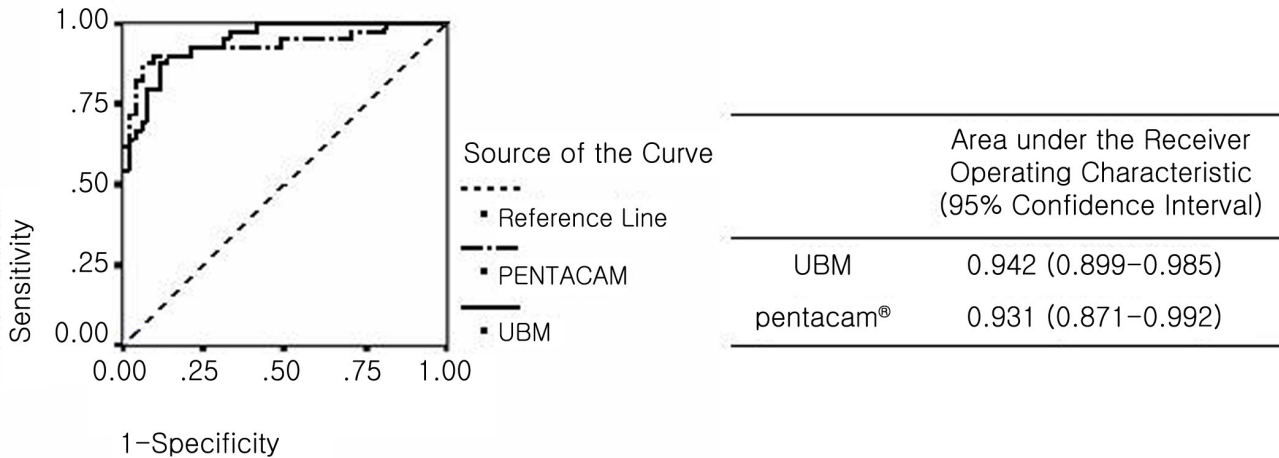 1.00
.75
.50
.25
0.00
Sensitivity
0.00 .25 .50 .75 1.00
1-Specificity
Source of the Curve
Reference Line
PENTACAM
UBM
Area under the Receiver
Operating Characteristic
(95% Confidence Interval)
UBM 0.942 (0.899-0.985)
pentacam® 0.931 (0.871-0.992)